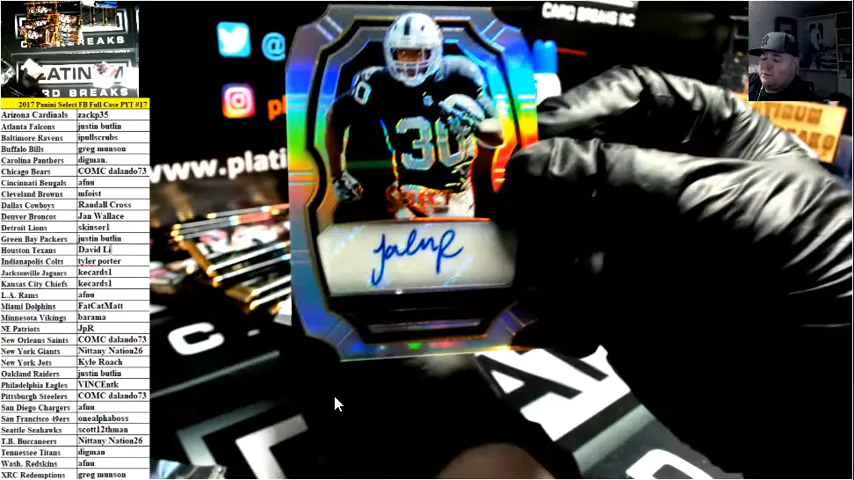 BREAKS
PLATINUM
BREAKS
2017 Panini Select FB Full Case PYT #17
Arizona Cardinals zackp35
Atlanta Falcons justin butlin
Baltimore Ravens ipullscrubs
Buffalo Bills greg munson
Carolina Panthers digman.
Chicago Bears COMC dalando73
Cincinnati Bengals afnu
Cleveland Browns mfoist
Dallas Cowboys Randall Cross
Denver Broncos Jan Wallace
Detroit Lions skinser1
Green Bay Packers justin butlin
Houston Texans David Li
Indianapolis Colts tyler porter
Jacksonville Jaguars kecards1
Kansas City Chiefs kecards1
L.A. Rams afnu
Miami Dolphins FatCatMatt
Minnesota Vikings barama
NE Patriots JpR
New Orleans Saints COMC dalando73
New York Giants Nittany Nation26
New York Jets Kyle Roach
Oakland Raiders justin butlin
Philadelphia Eagles VINCEntk
Pittsburgh Steelers COMC dalando73
San Diego Chargers afnu
San Francisco 49ers onealphaboss
Seattle Seahawks scott12thman
T.B. Buccaneers Nittany Nation26
Tennessee Titans digman
Wash. Redskins afnu
XRC Redemptions greg munson
@
www.plati
CARD BREAKS
30
30